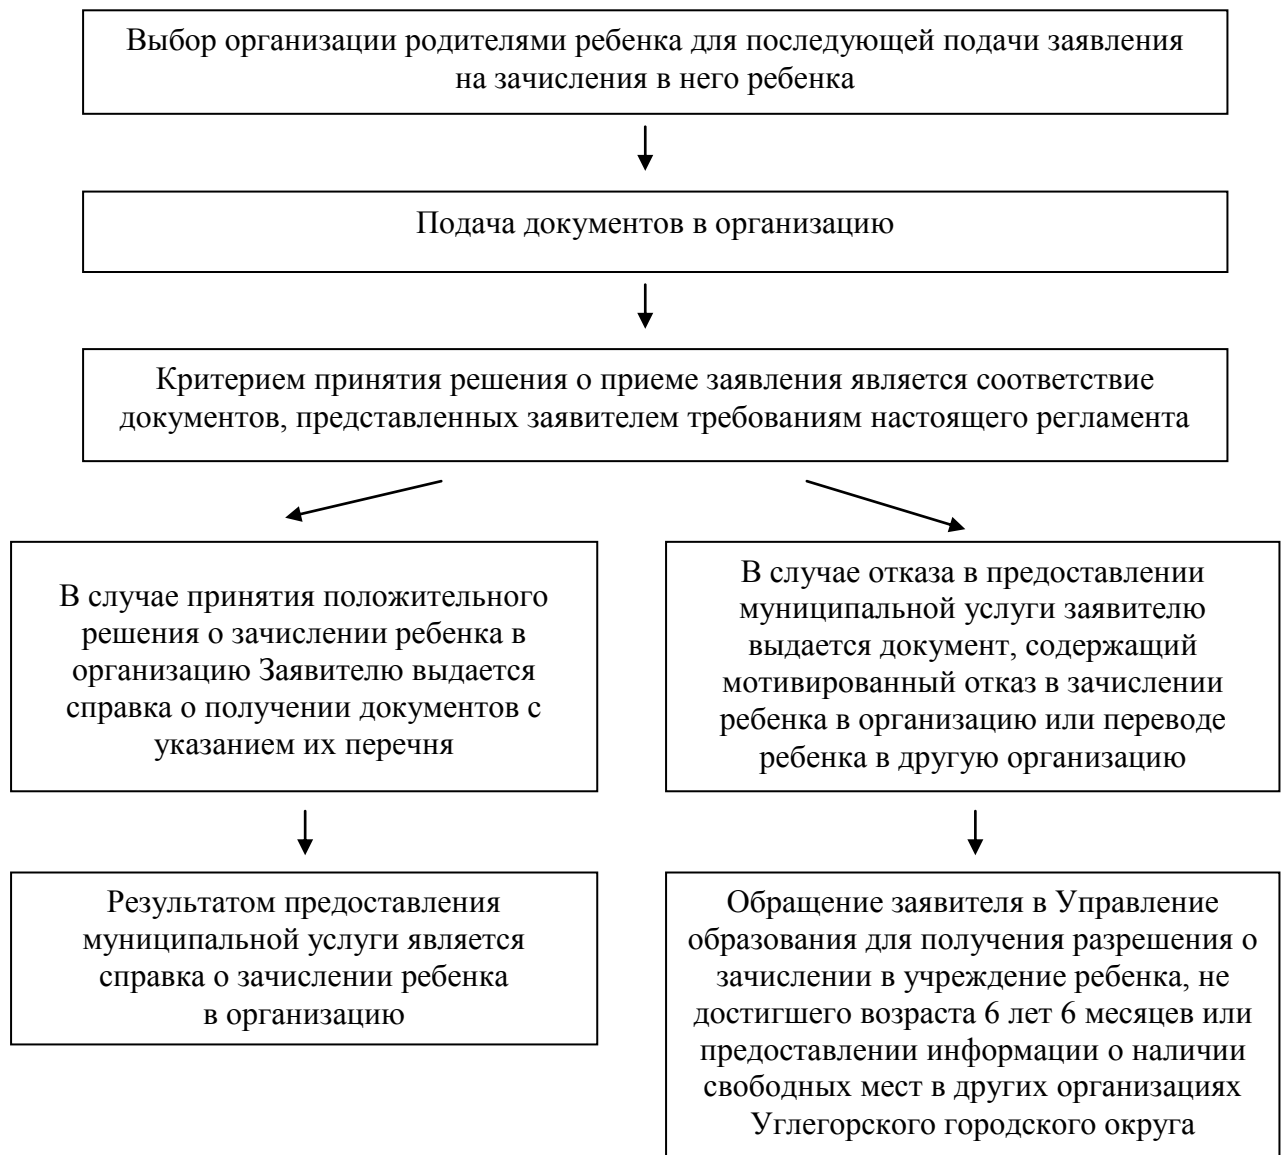 Выбор организации родителями ребенка для последующей подачи заявления
на зачисления в него ребенка
Подача документов в организацию
Критерием принятия решения о приеме заявления является соответствие
документов, представленных заявителем требованиям настоящего регламента
В случае принятия положительного
решения о зачислении ребенка в
организацию Заявителю выдается
справка о получении документов с
указанием их перечня
В случае отказа в предоставлении
муниципальной услуги заявителю
выдается документ, содержащий
мотивированный отказ в зачислении
ребенка в организацию или переводе
ребенка в другую организацию
Результатом предоставления
муниципальной услуги является
справка о зачислении ребенка
в организацию
Обращение заявителя в Управление
образования для получения разрешения о
зачислении в учреждение ребенка, не
достигшего возраста 6 лет 6 месяцев или
предоставлении информации о наличии
свободных мест в других организациях
Углегорского городского округа